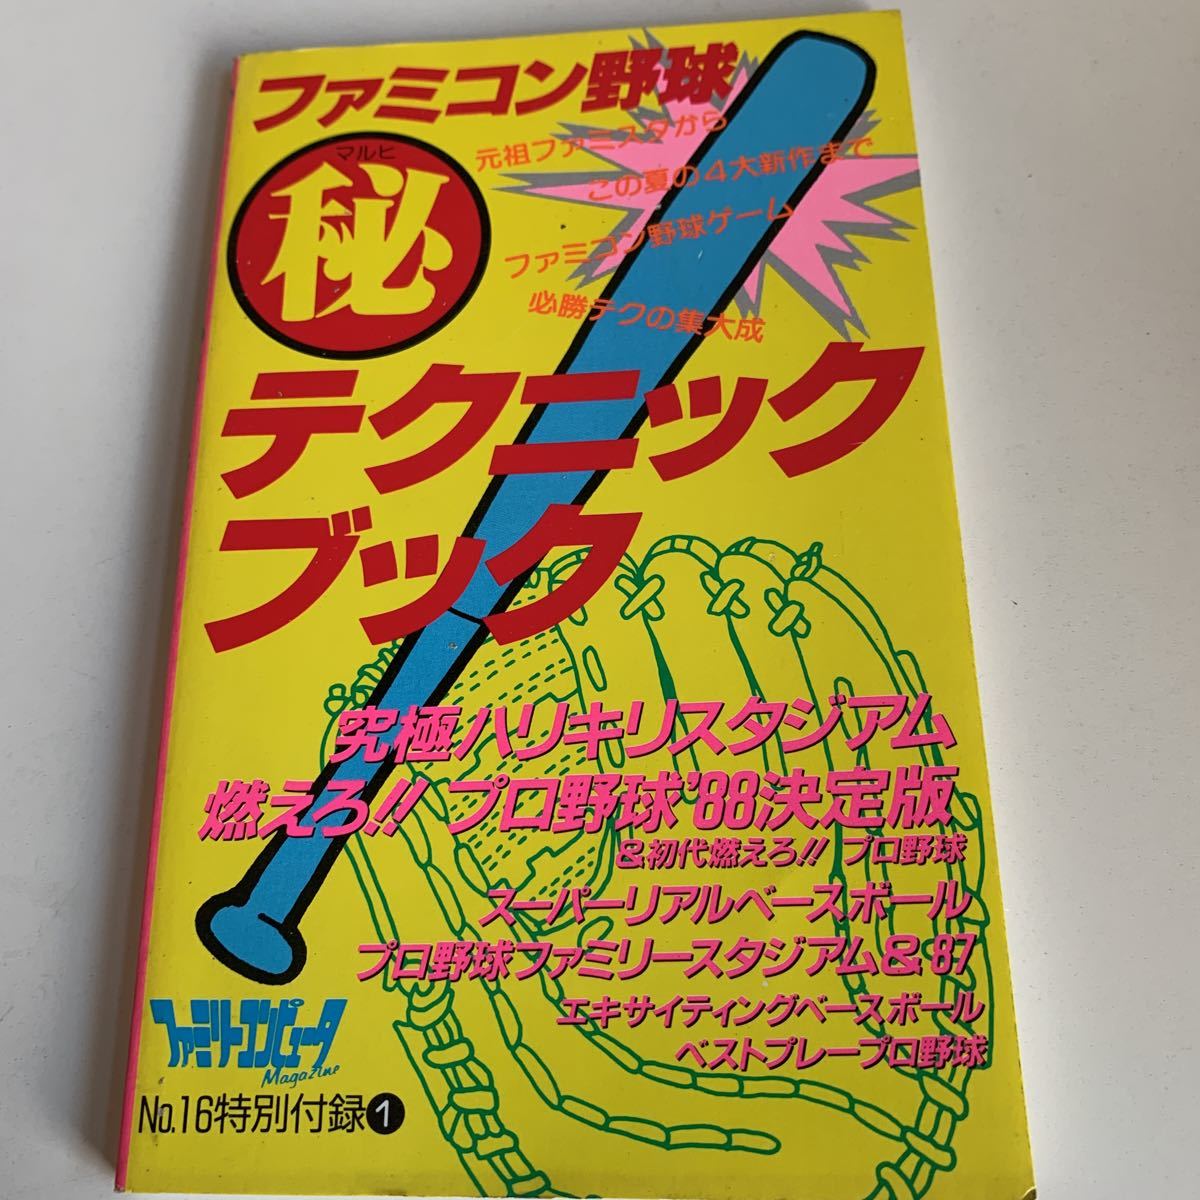 ファミコン野球
マルヒ
秘
元祖ファミスタから
この夏の4大新作まで
ファミコン野球ゲーム
必勝テクの集大成
テクニック
ブック
究極ハリキリスタジアム
燃えろ!! プロ野球'88決定版
&初代燃えろ!! プロ野球
スーパーリアルベースボール
プロ野球ファミリースタジアム&'87
エキサイティングベースボール
ベストプレープロ野球
ファミリーコンピュータ
Magazine
No.16特別付録❶